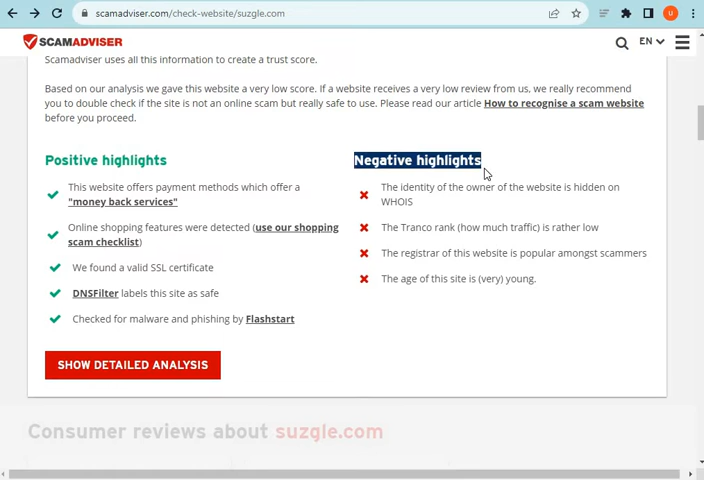 scamadviser.com/check-website/suzgle.com
U
SCAMADVISER
EN
Scamadviser uses all this information to create a trust score.
Based on our analysis we gave this website a very low score. If a website receives a very low review from us, we really recommend
you to double check if the site is not an online scam but really safe to use. Please read our article How to recognise a scam website
before you proceed.
Positive highlights
This website offers payment methods which offer a
"money back services"
Online shopping features were detected (use our shopping
scam checklist)
We found a valid SSL certificate
DNSFilter labels this site as safe
Checked for malware and phishing by Flashstart
Negative highlights
The identity of the owner of the website is hidden on
WHOIS
The Tranco rank (how much traffic) is rather low
The registrar of this website is popular amongst scammers
The age of this site is (very) young.
SHOW DETAILED ANALYSIS
Consumer reviews about suzgle.com